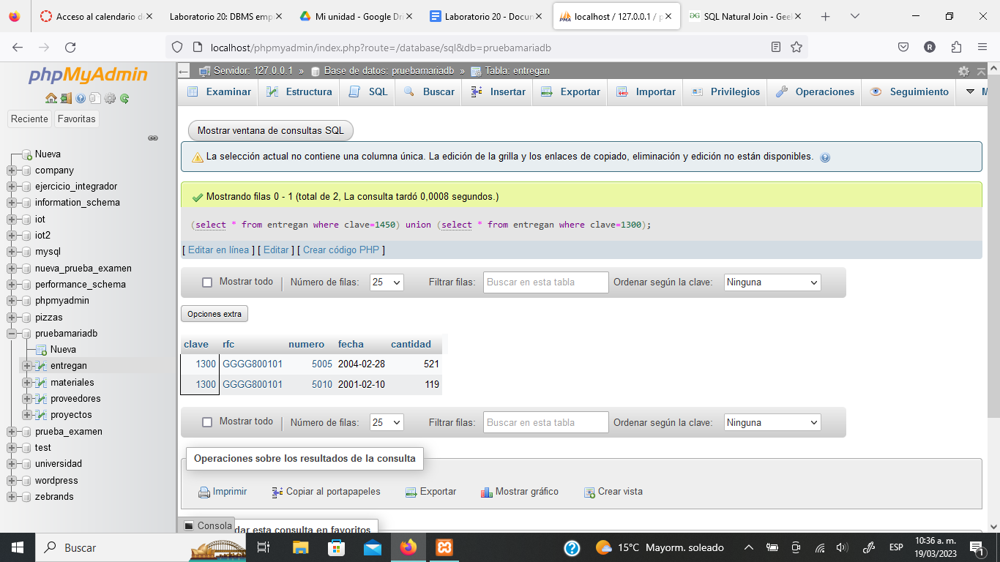 Acceso al calendario d
Laboratorio 20: DBMS emp
Mi unidad - Google Dri
Laboratorio 20 - Docum
localhost / 127.0.0.1 / p
SQL Natural Join - Geek
localhost/phpmyadmin/index.php?route=/database/sql&db=pruebamariadb
R
phpMyAdmin
Reciente
Favoritas
Nueva
company
ejercicio_integrador
information_schema
iot
iot2
mysql
nueva_prueba_examen
performance_schema
phpmyadmin
pizzas
pruebamariadb
Nueva
entregan
materiales
proveedores
proyectos
prueba_examen
test
universidad
wordpress
zebrands
Servidor: 127.0.0.1 » Base de datos: pruebamariadb » Tabla: entregan
Examinar
Estructura
SQL
Buscar
Insertar
Exportar
Importar
Privilegios
Operaciones
Seguimiento
Mostrar ventana de consultas SQL
La selección actual no contiene una columna única. La edición de la grilla y los enlaces de copiado, eliminación y edición no están disponibles.
Mostrando filas 0 - 1 (total de 2, La consulta tardó 0,0008 segundos.)
(select * from entregan where clave=1450) union (select * from entregan where clave=1300);
[ Editar en línea ] [ Editar ] [ Crear código PHP ]
Mostrar todo | Número de filas: 25 Filtrar filas: Buscar en esta tabla Ordenar según la clave: Ninguna
Opciones extra
clave rfc numero fecha cantidad
1300 GGGG800101 5005 2004-02-28 521
1300 GGGG800101 5010 2001-02-10 119
Mostrar todo | Número de filas: 25 Filtrar filas: Buscar en esta tabla Ordenar según la clave: Ninguna
Operaciones sobre los resultados de la consulta
Imprimir
Copiar al portapapeles
Exportar
Mostrar gráfico
Crear vista
Consola
dar esta consulta en favoritos
Buscar
15°C Mayorm. soleado
ESP
10:36 a. m.
19/03/2023
1